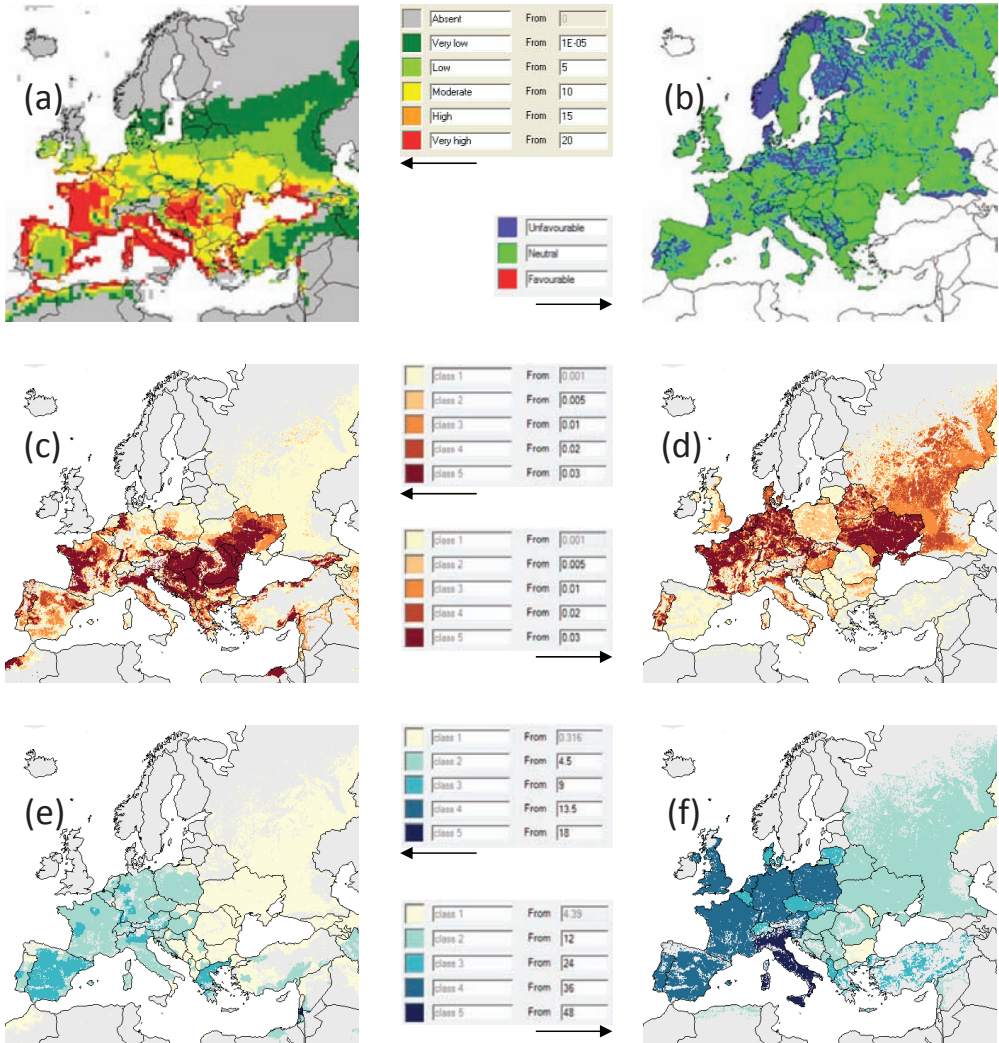 (a)
Absent From 0
Very low From 1E-05
Low From 5
Moderate From 10
High From 15
Very high From 20
(b)
Unfavourable
Neutral
Favourable
(c)
class 1 From 0.001
class 2 From 0.005
class 3 From 0.01
class 4 From 0.02
class 5 From 0.03
(d)
class 1 From 0.001
class 2 From 0.005
class 3 From 0.01
class 4 From 0.02
class 5 From 0.03
(e)
class 1 From 0.316
class 2 From 4.5
class 3 From 9
class 4 From 13.5
class 5 From 18
(f)
class 1 From 4.39
class 2 From 12
class 3 From 24
class 4 From 36
class 5 From 48